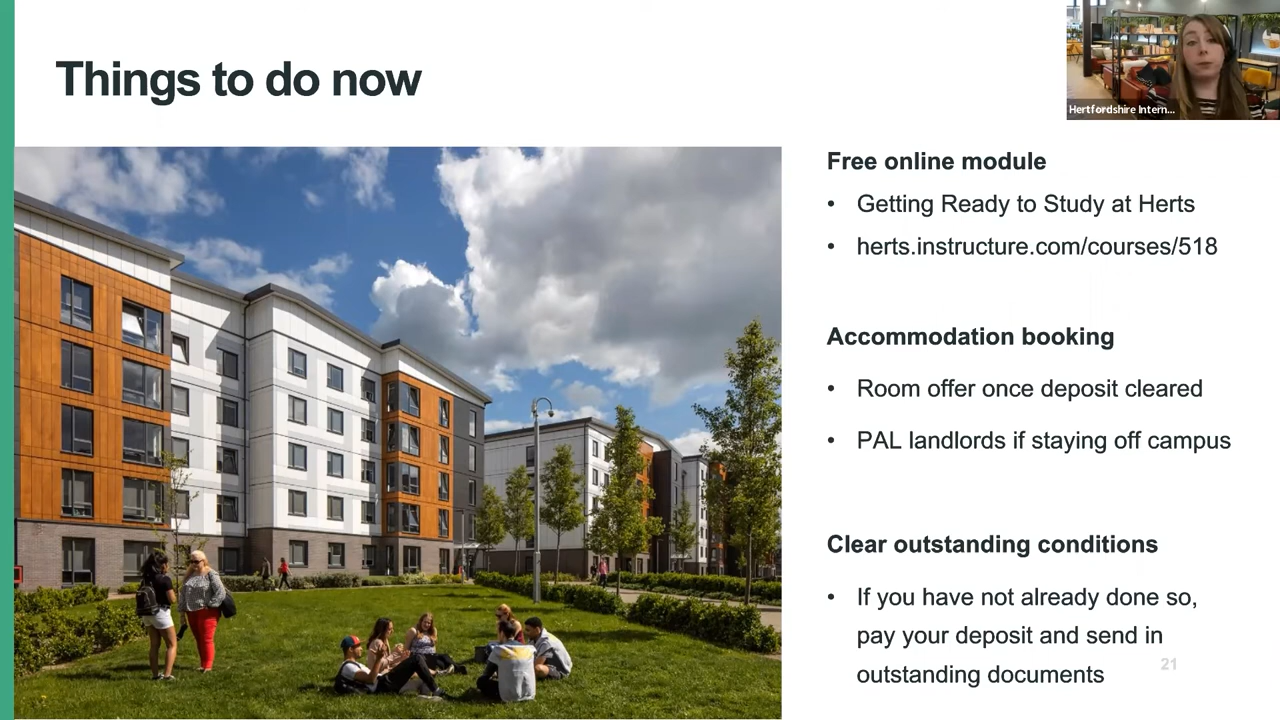 Things to do now
Hertfordshire Intern...
Free online module
• Getting Ready to Study at Herts
• herts.instructure.com/courses/518
Accommodation booking
• Room offer once deposit cleared
• PAL landlords if staying off campus
Clear outstanding conditions
• If you have not already done so,
pay your deposit and send in
outstanding documents
21